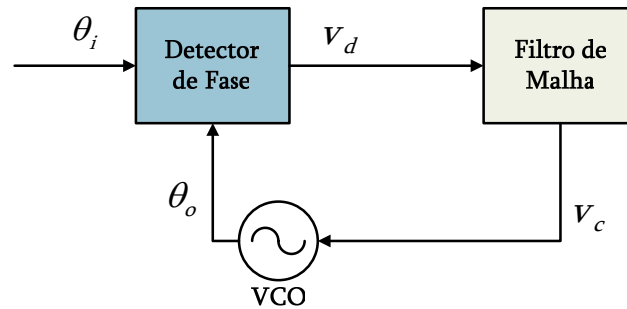 θi
Detector
de Fase
vd
Filtro de
Malha
θo
vc
VCO